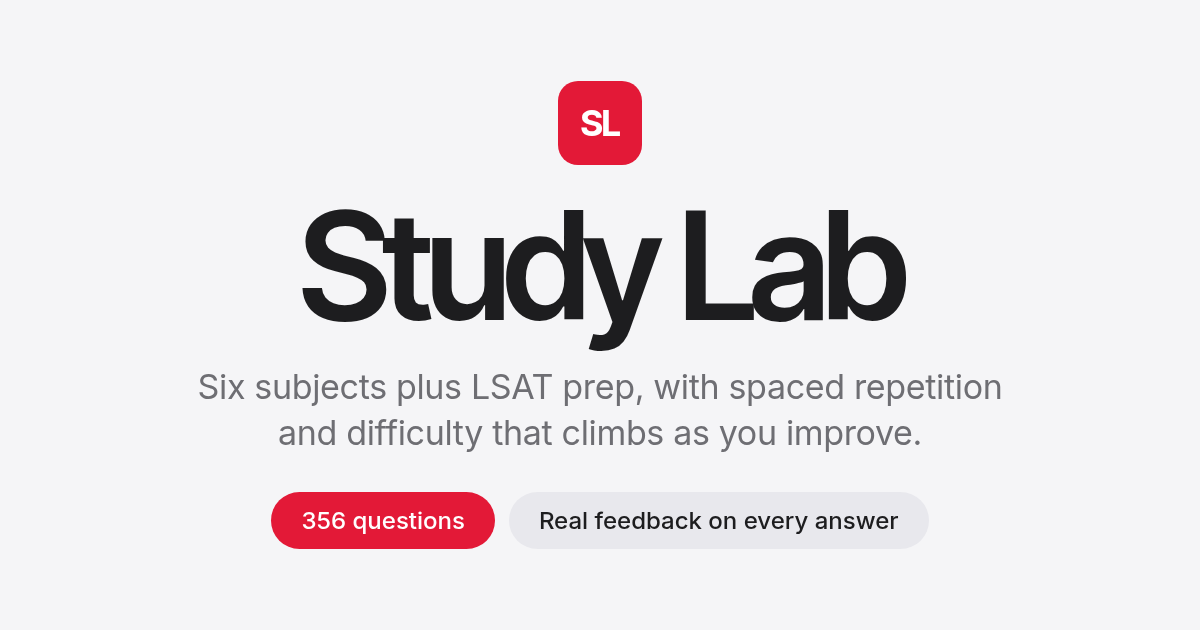 SL
Study Lab
Six subjects plus LSAT prep, with spaced repetition
and difficulty that climbs as you improve.
356 questions
Real feedback on every answer